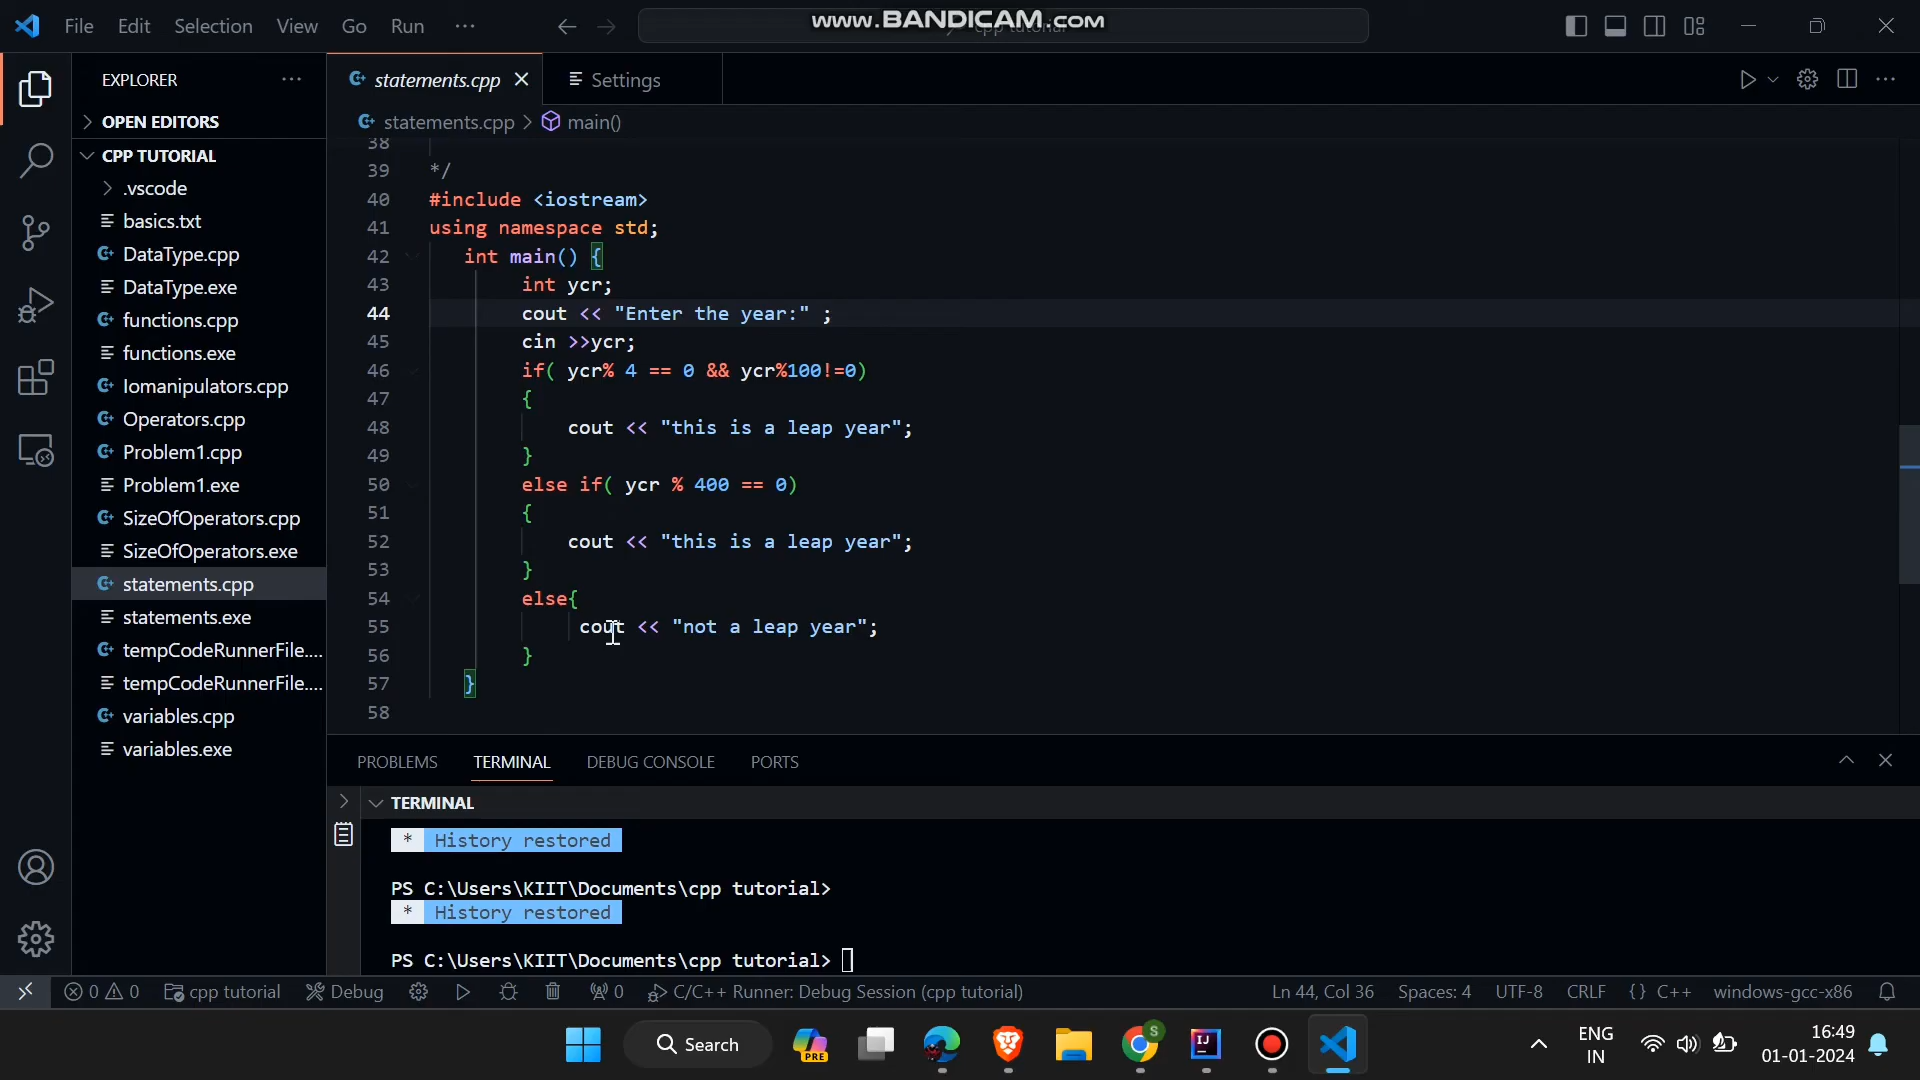 File Edit Selection View Go Run ...
www.BANDICAM.com
cpp tutorial
EXPLORER ...
statements.cpp
Settings
OPEN EDITORS
statements.cpp > main()
CPP TUTORIAL
.vscode
basics.txt
DataType.cpp
DataType.exe
functions.cpp
functions.exe
Iomanipulators.cpp
Operators.cpp
Problem1.cpp
Problem1.exe
SizeOfOperators.cpp
SizeOfOperators.exe
statements.cpp
statements.exe
tempCodeRunnerFile....
tempCodeRunnerFile....
variables.cpp
variables.exe
38
39 */
40 #include <iostream>
41 using namespace std;
42 int main() {
43 int ycr;
44 cout << "Enter the year:" ;
45 cin >>ycr;
46 if( ycr% 4 == 0 && ycr%100!=0)
47 {
48 cout << "this is a leap year";
49 }
50 else if( ycr % 400 == 0)
51 {
52 cout << "this is a leap year";
53 }
54 else{
55 cout << "not a leap year";
56 }
57 }
58
PROBLEMS TERMINAL DEBUG CONSOLE PORTS
TERMINAL
* History restored
PS C:\Users\KIIT\Documents\cpp tutorial>
* History restored
PS C:\Users\KIIT\Documents\cpp tutorial>
0 0 cpp tutorial Debug 0 C/C++ Runner: Debug Session (cpp tutorial) Ln 44, Col 36 Spaces: 4 UTF-8 CRLF {} C++ windows-gcc-x86
Search
PRE
S
IJ
ENG
IN
16:49
01-01-2024